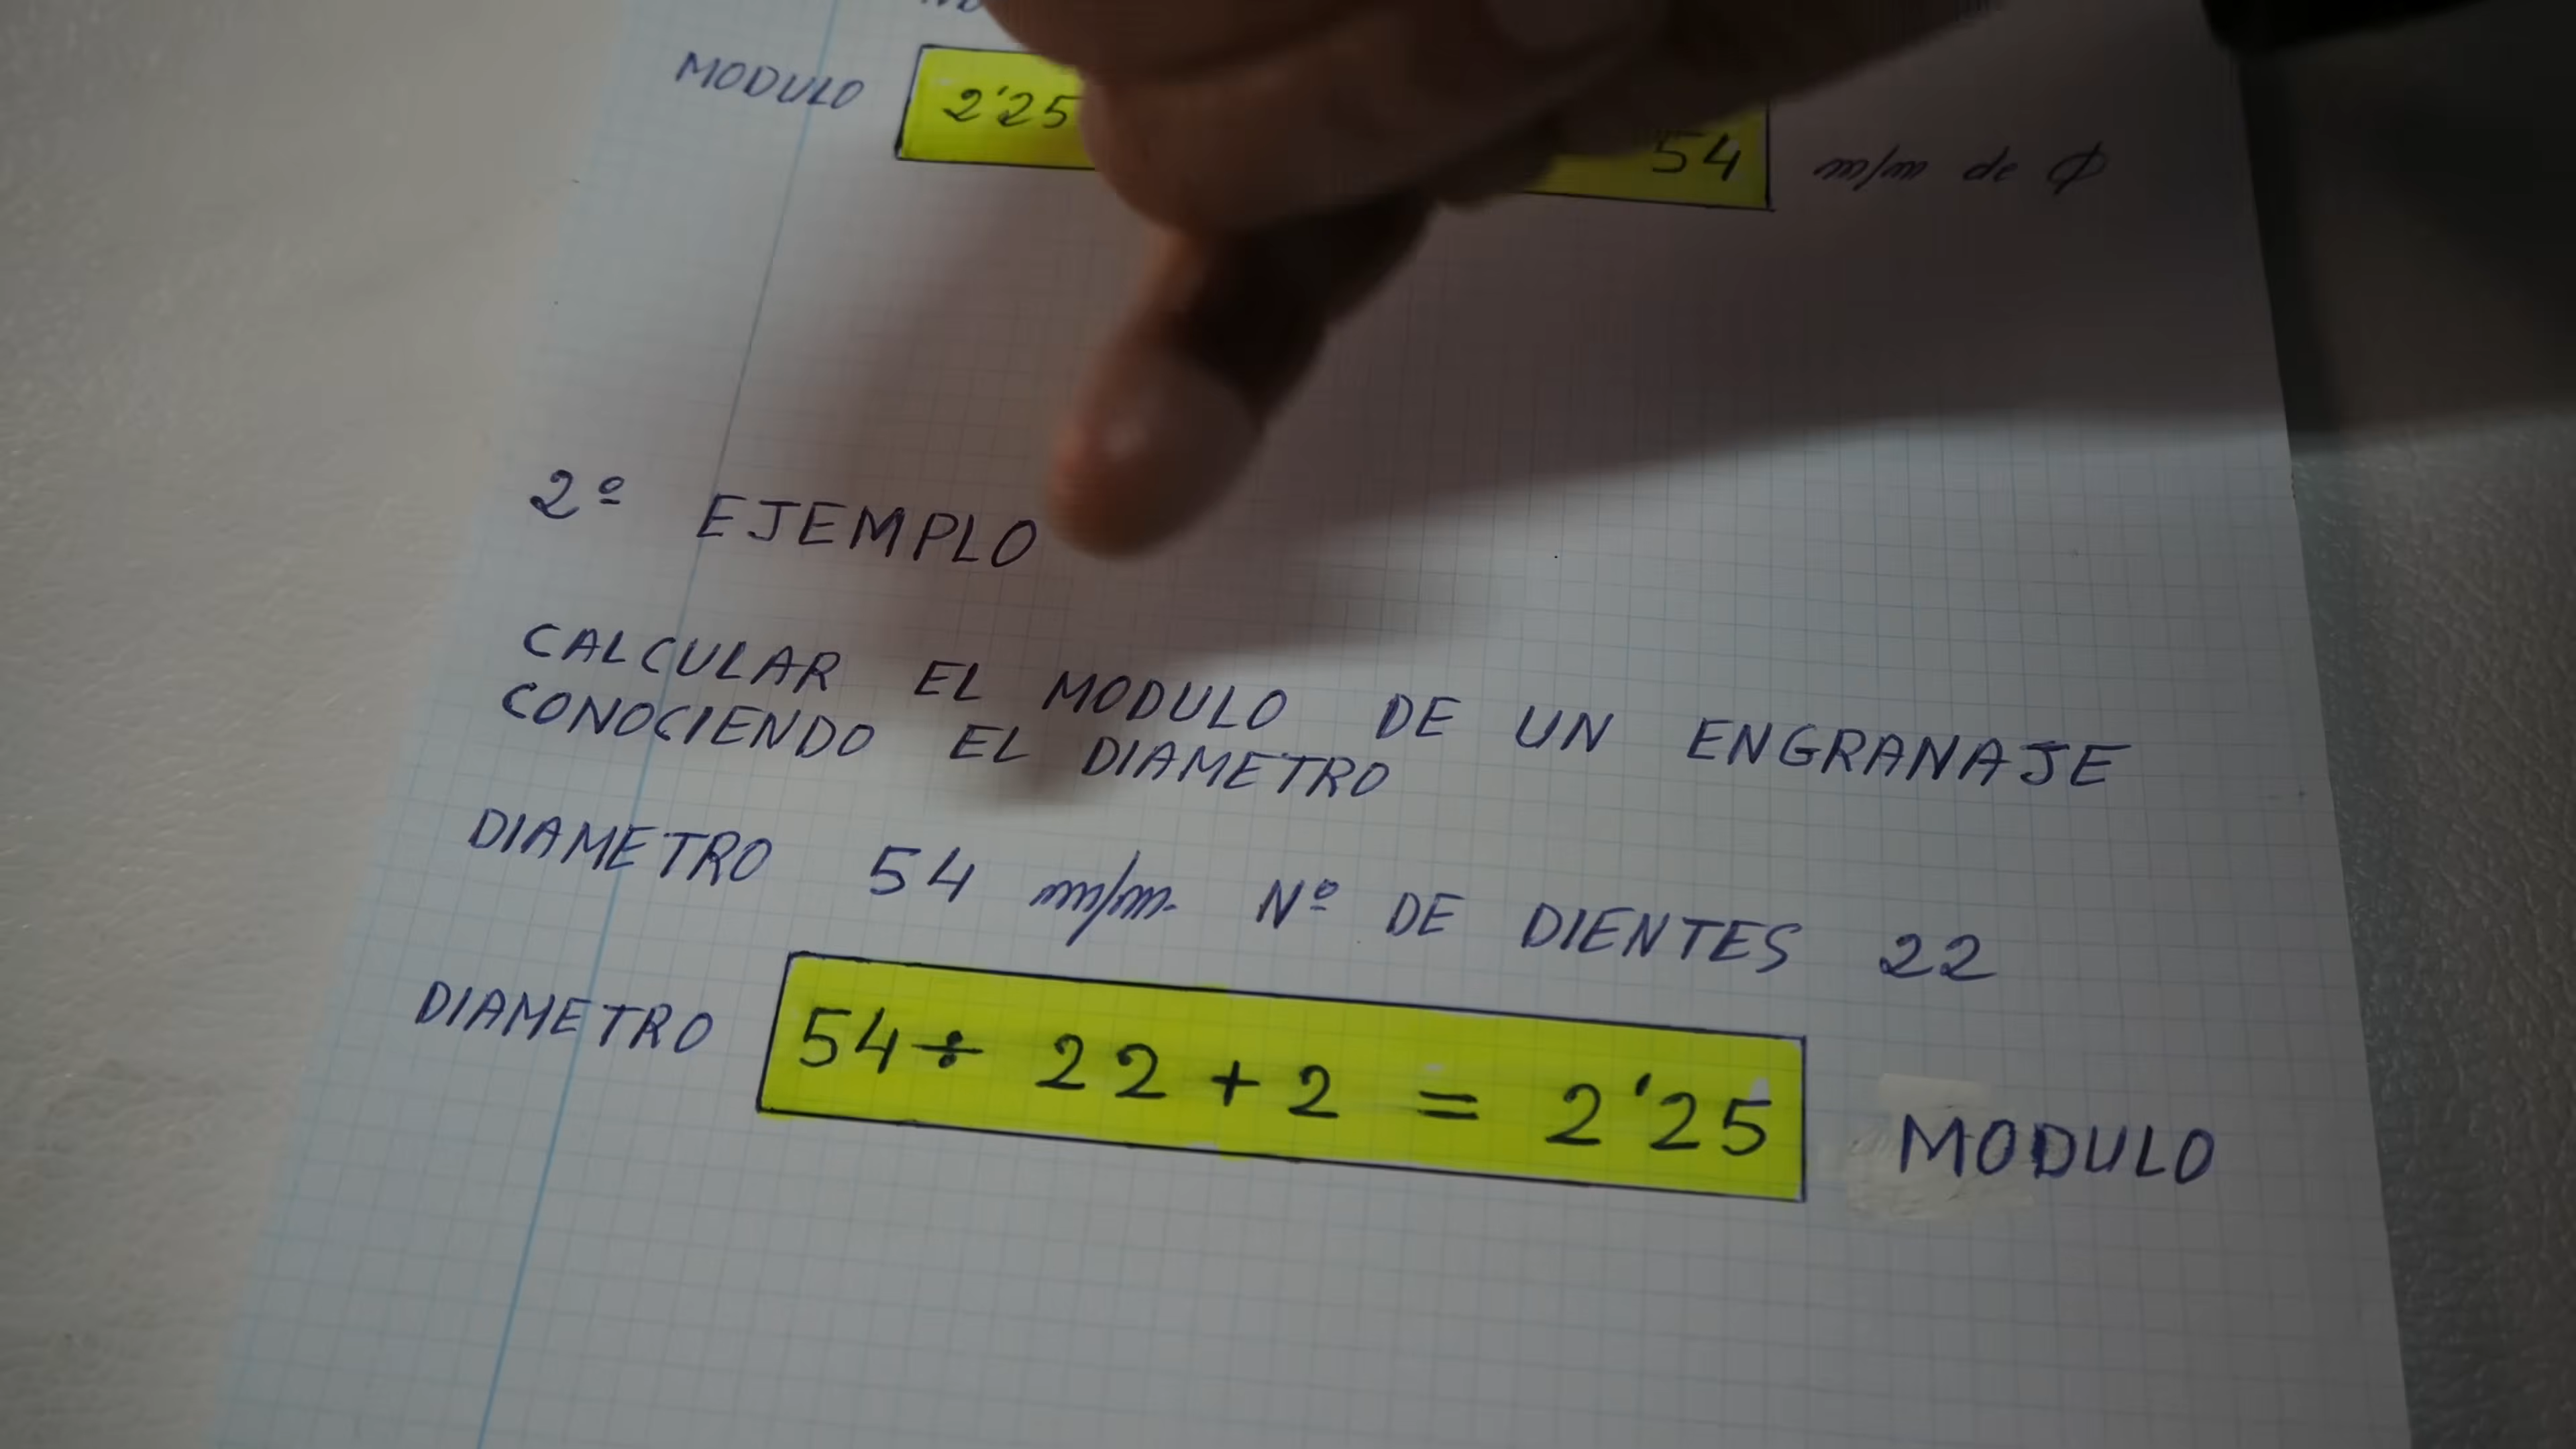 MODULO 2'25 54 m/m de Ø
2º EJEMPLO
CALCULAR EL MODULO DE UN ENGRANAJE
CONOCIENDO EL DIAMETRO
DIAMETRO 54 m/m. Nº DE DIENTES 22
DIAMETRO 54 ÷ 22 + 2 = 2'25 MODULO